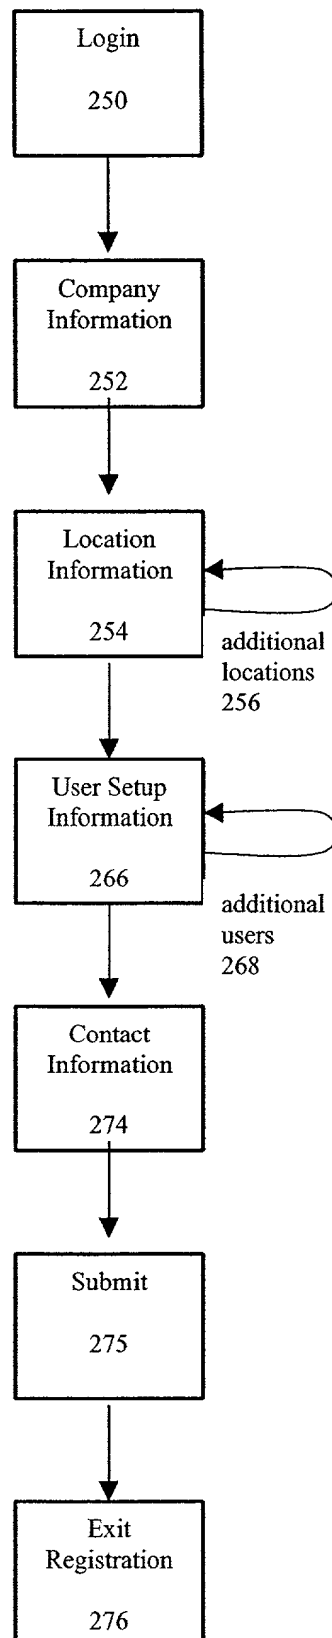 Login
250
Company
Information
252
Location
Information
254
additional
locations
256
User Setup
Information
266
additional
users
268
Contact
Information
274
Submit
275
Exit
Registration
276